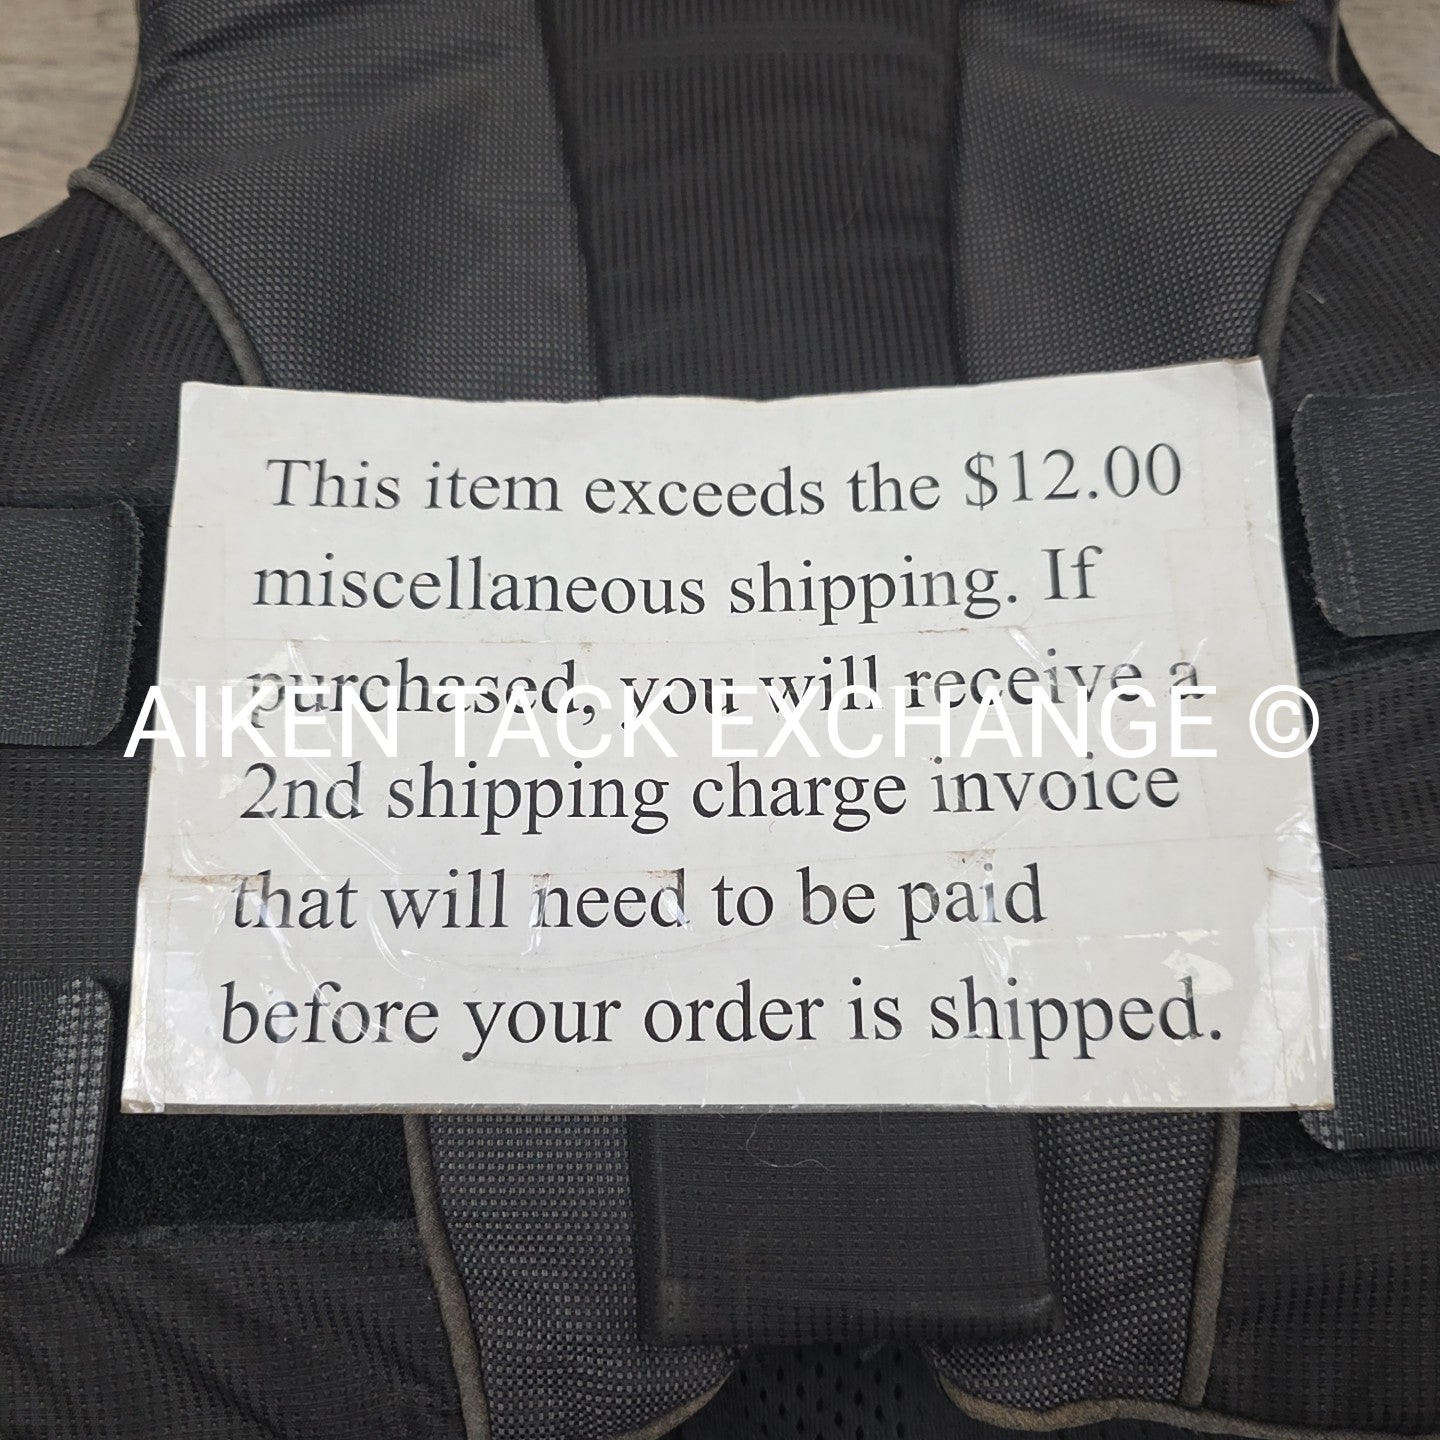 This item exceeds the $12.00
miscellaneous shipping. If
purchased, you will receive a
AIKEN TACK EXCHANGE ©
2nd shipping charge invoice
that will need to be paid
before your order is shipped.